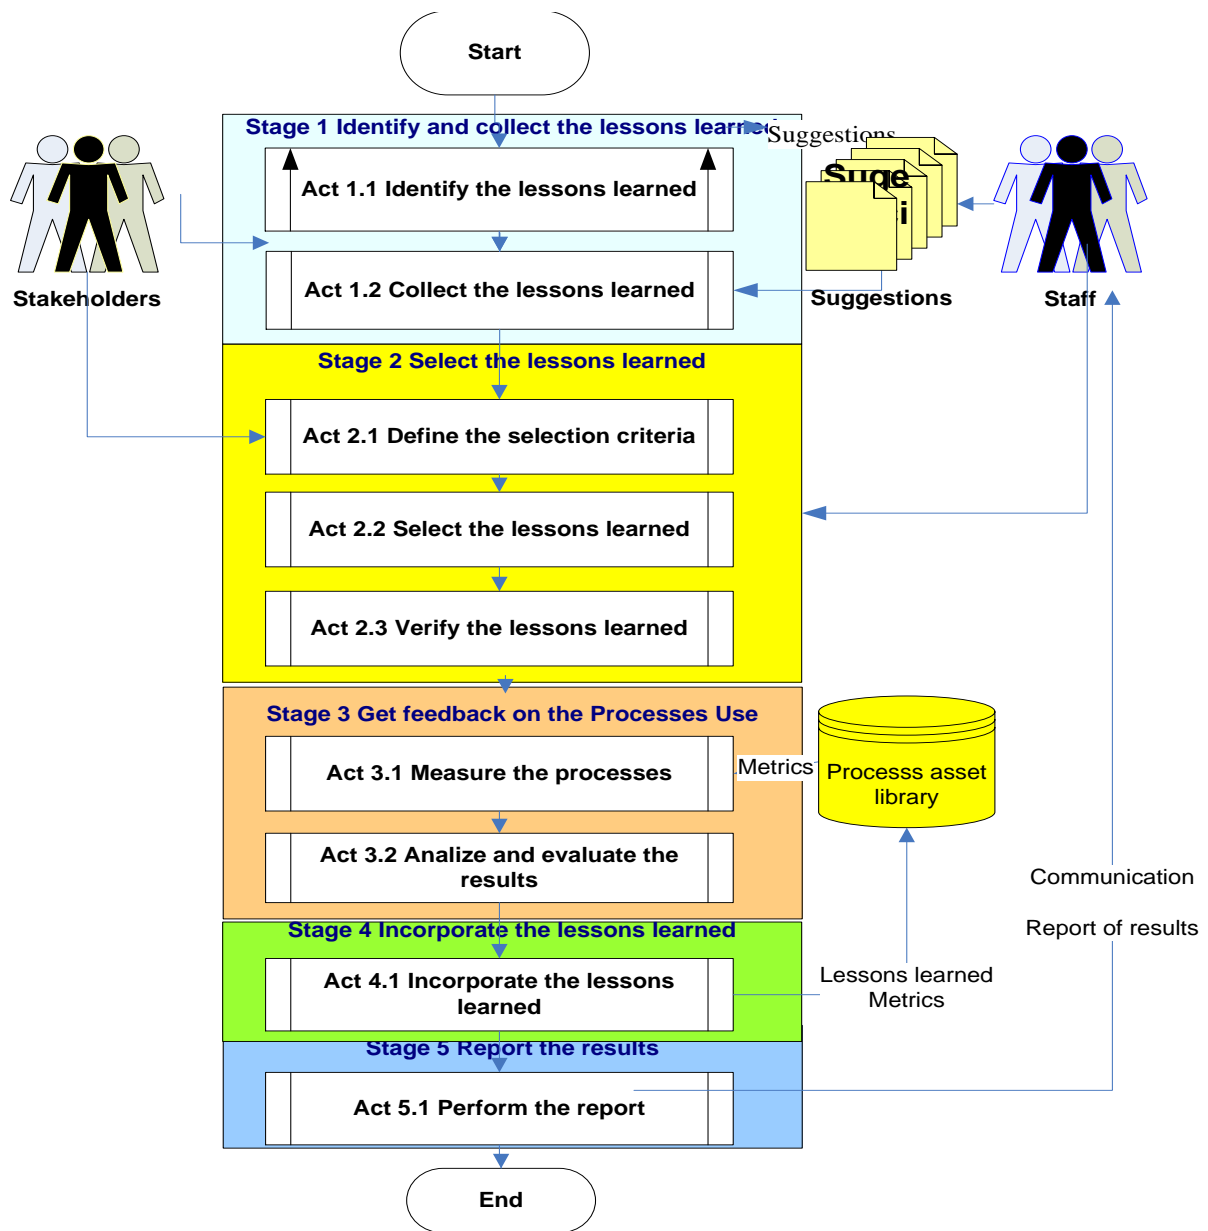 Start
Stage 1 Identify and collect the lessons learned
Suggestions
Act 1.1 Identify the lessons learned
Suge
ci
Act 1.2 Collect the lessons learned
Stakeholders
Suggestions
Staff
Stage 2 Select the lessons learned
Act 2.1 Define the selection criteria
Act 2.2 Select the lessons learned
Act 2.3 Verify the lessons learned
Stage 3 Get feedback on the Processes Use
Act 3.1 Measure the processes
Metrics
Processs asset
library
Act 3.2 Analize and evaluate the
results
Communication
Report of results
Stage 4 Incorporate the lessons learned
Act 4.1 Incorporate the lessons
learned
Lessons learned
Metrics
Stage 5 Report the results
Act 5.1 Perform the report
End